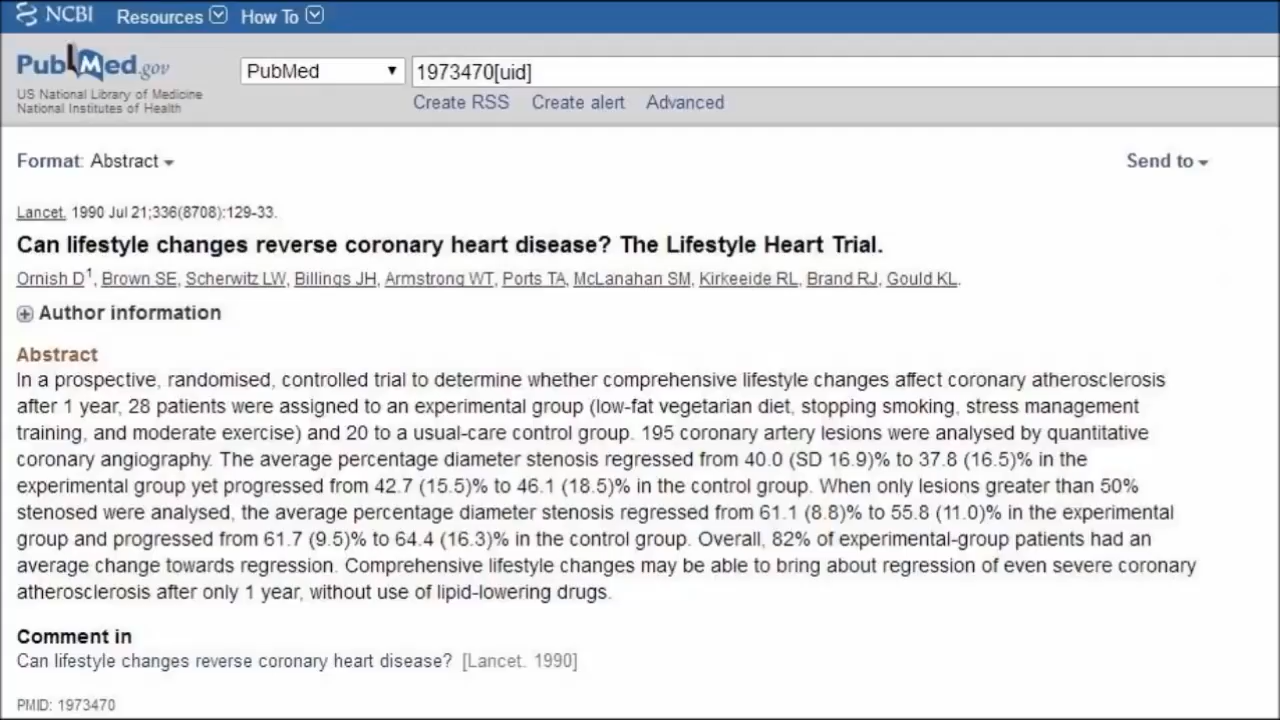 NCBI Resources How To
PubMed.gov
US National Library of Medicine
National Institutes of Health
PubMed
1973470[uid]
Create RSS Create alert Advanced
Format: Abstract
Send to
Lancet. 1990 Jul 21;336(8708):129-33.
Can lifestyle changes reverse coronary heart disease? The Lifestyle Heart Trial.
Ornish D1, Brown SE, Scherwitz LW, Billings JH, Armstrong WT, Ports TA, McLanahan SM, Kirkeeide RL, Brand RJ, Gould KL.
Author information
Abstract
In a prospective, randomised, controlled trial to determine whether comprehensive lifestyle changes affect coronary atherosclerosis
after 1 year, 28 patients were assigned to an experimental group (low-fat vegetarian diet, stopping smoking, stress management
training, and moderate exercise) and 20 to a usual-care control group. 195 coronary artery lesions were analysed by quantitative
coronary angiography. The average percentage diameter stenosis regressed from 40.0 (SD 16.9)% to 37.8 (16.5)% in the
experimental group yet progressed from 42.7 (15.5)% to 46.1 (18.5)% in the control group. When only lesions greater than 50%
stenosed were analysed, the average percentage diameter stenosis regressed from 61.1 (8.8)% to 55.8 (11.0)% in the experimental
group and progressed from 61.7 (9.5)% to 64.4 (16.3)% in the control group. Overall, 82% of experimental-group patients had an
average change towards regression. Comprehensive lifestyle changes may be able to bring about regression of even severe coronary
atherosclerosis after only 1 year, without use of lipid-lowering drugs.
Comment in
Can lifestyle changes reverse coronary heart disease? [Lancet. 1990]
PMID: 1973470